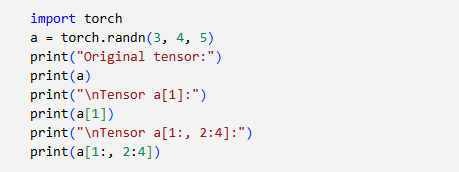 import torch
a = torch.randn(3, 4, 5)
print("Original tensor:")
print(a)
print("\nTensor a[1]:")
print(a[1])
print("\nTensor a[1:, 2:4]:")
print(a[1:, 2:4])